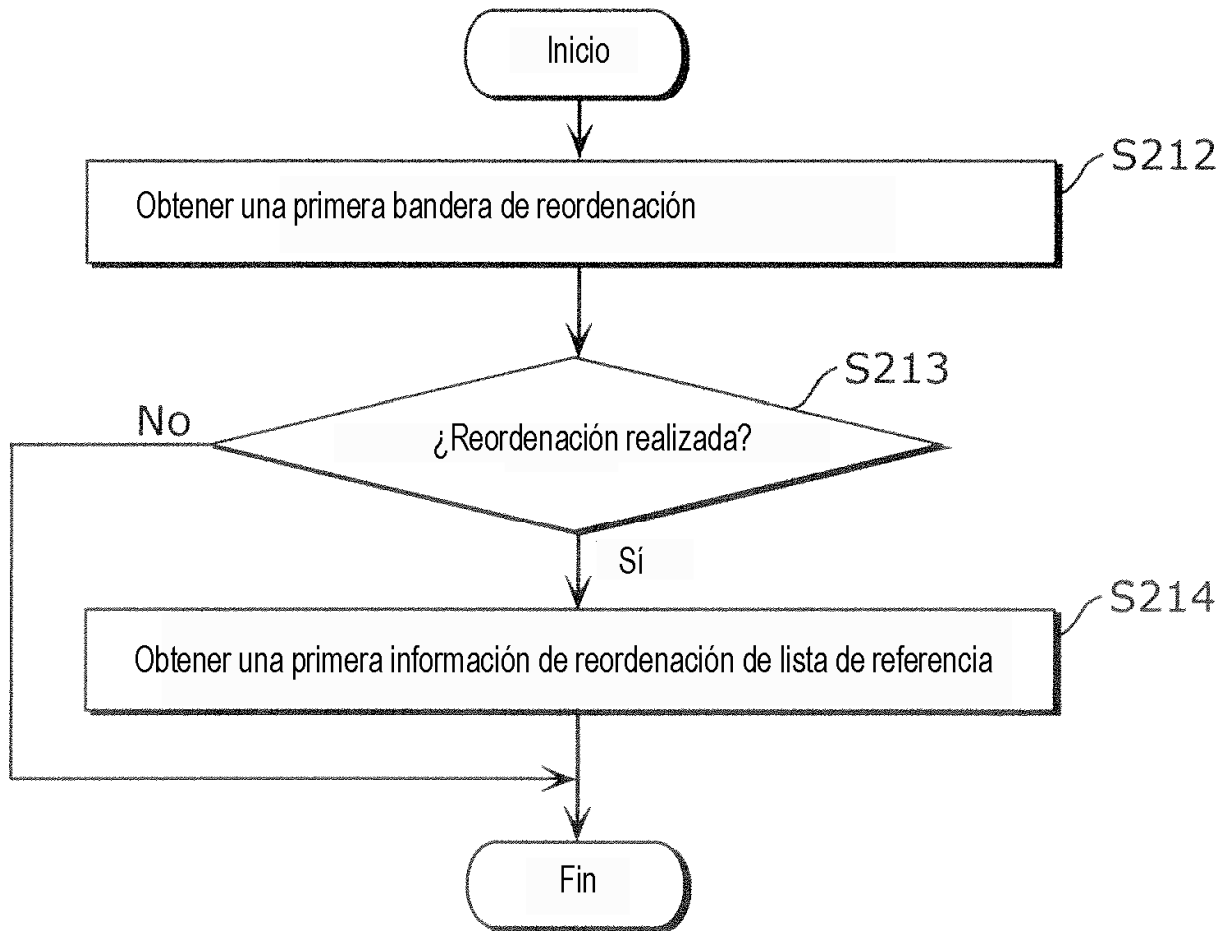 Inicio
S212
Obtener una primera bandera de reordenación
S213
No
¿Reordenación realizada?
Sí
S214
Obtener una primera información de reordenación de lista de referencia
Fin